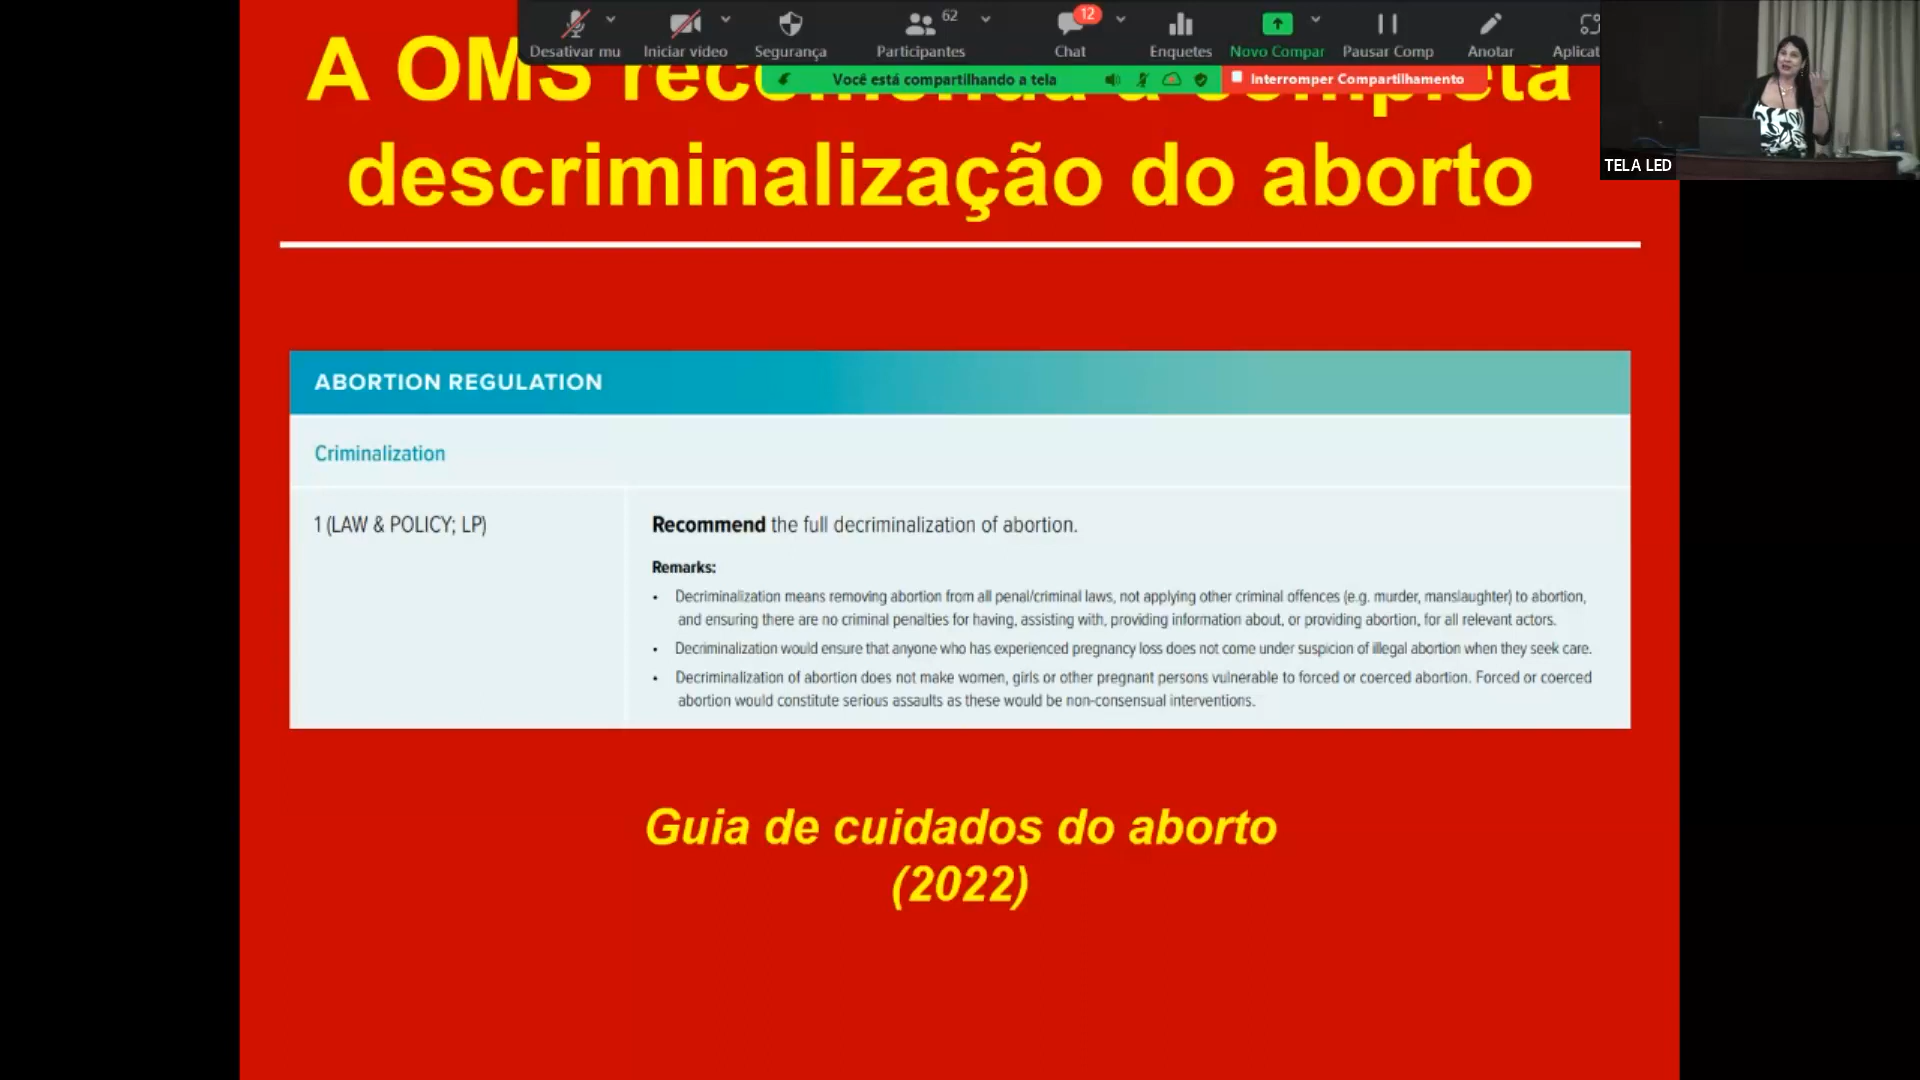 62
12
Desativar mu
Iniciar vídeo
Segurança
Participantes
Chat
Enquetes
Novo Compar
Pausar Comp
Anotar
Aplicat
Você está compartilhando a tela
Interromper Compartilhamento
TELA LED
A OMS
descriminalização do aborto
ABORTION REGULATION
Criminalization
1 (LAW & POLICY; LP)
Recommend the full decriminalization of abortion.
Remarks:
• Decriminalization means removing abortion from all penal/criminal laws, not applying other criminal offences (e.g. murder, manslaughter) to abortion,
and ensuring there are no criminal penalties for having, assisting with, providing information about, or providing abortion, for all relevant actors.
• Decriminalization would ensure that anyone who has experienced pregnancy loss does not come under suspicion of illegal abortion when they seek care.
• Decriminalization of abortion does not make women, girls or other pregnant persons vulnerable to forced or coerced abortion. Forced or coerced
abortion would constitute serious assaults as these would be non-consensual interventions.
Guia de cuidados do aborto
(2022)